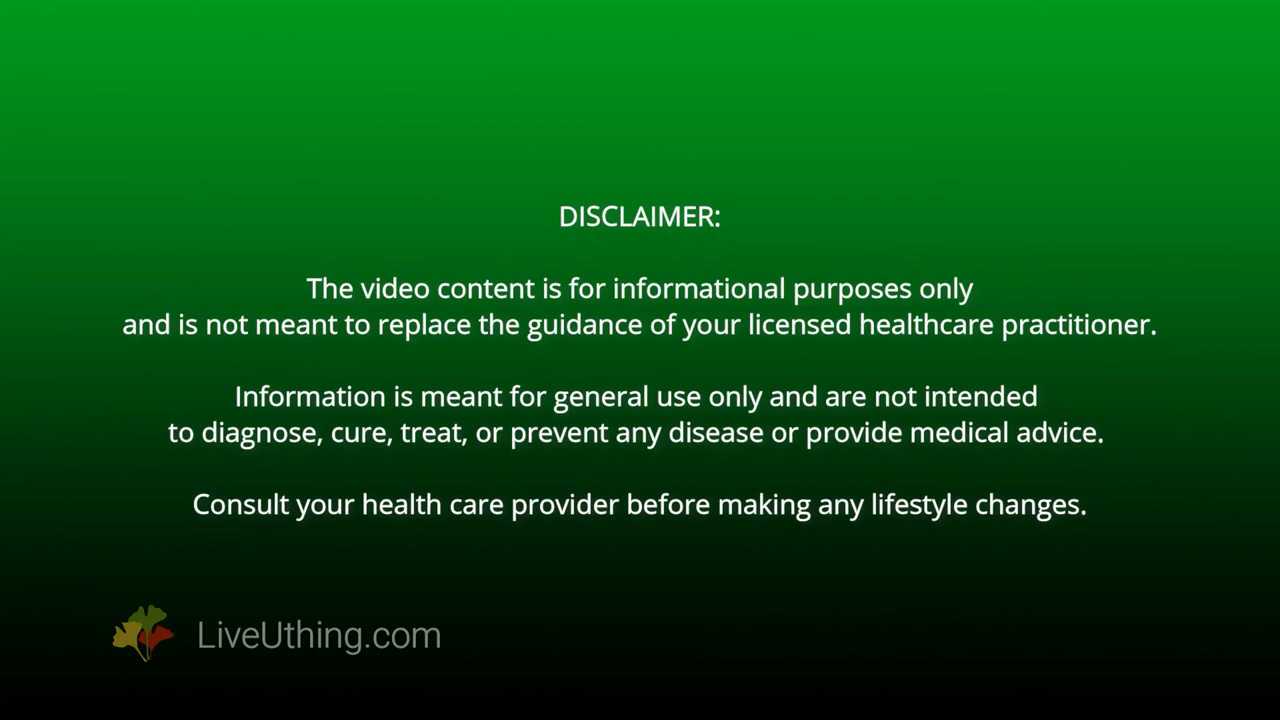 DISCLAIMER:
The video content is for informational purposes only
and is not meant to replace the guidance of your licensed healthcare practitioner.
Information is meant for general use only and are not intended
to diagnose, cure, treat, or prevent any disease or provide medical advice.
Consult your health care provider before making any lifestyle changes.
LiveUthing.com